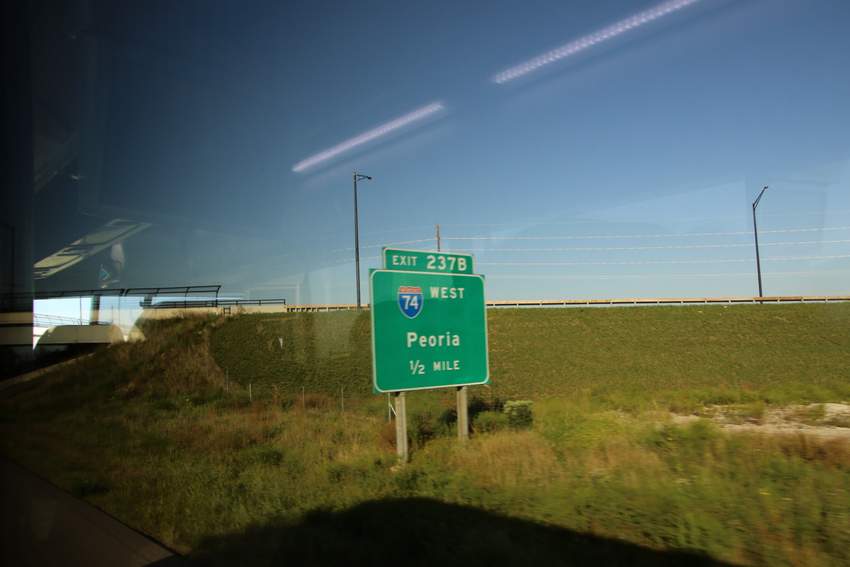 EXIT 237B
74 WEST
Peoria
1/2 MILE